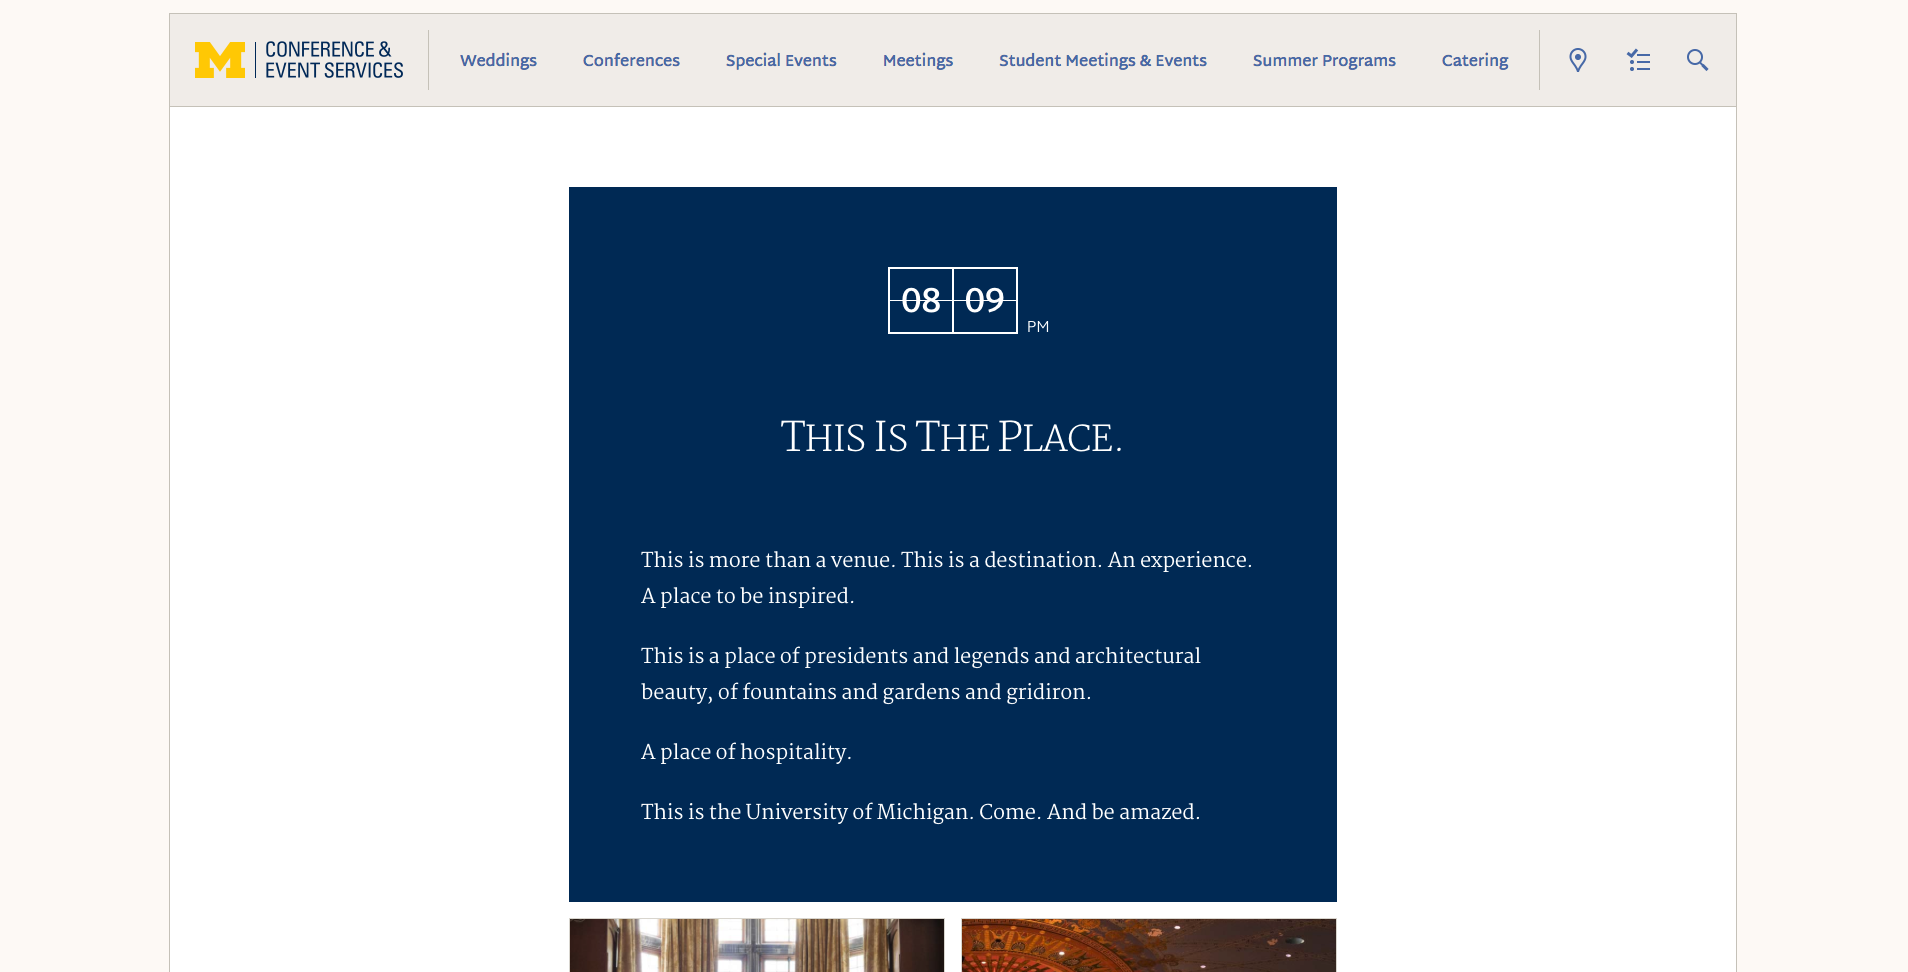 M CONFERENCE &
EVENT SERVICES
Weddings
Conferences
Special Events
Meetings
Student Meetings & Events
Summer Programs
Catering
08 09 PM
THIS IS THE PLACE.
This is more than a venue. This is a destination. An experience.
A place to be inspired.
This is a place of presidents and legends and architectural
beauty, of fountains and gardens and gridiron.
A place of hospitality.
This is the University of Michigan. Come. And be amazed.